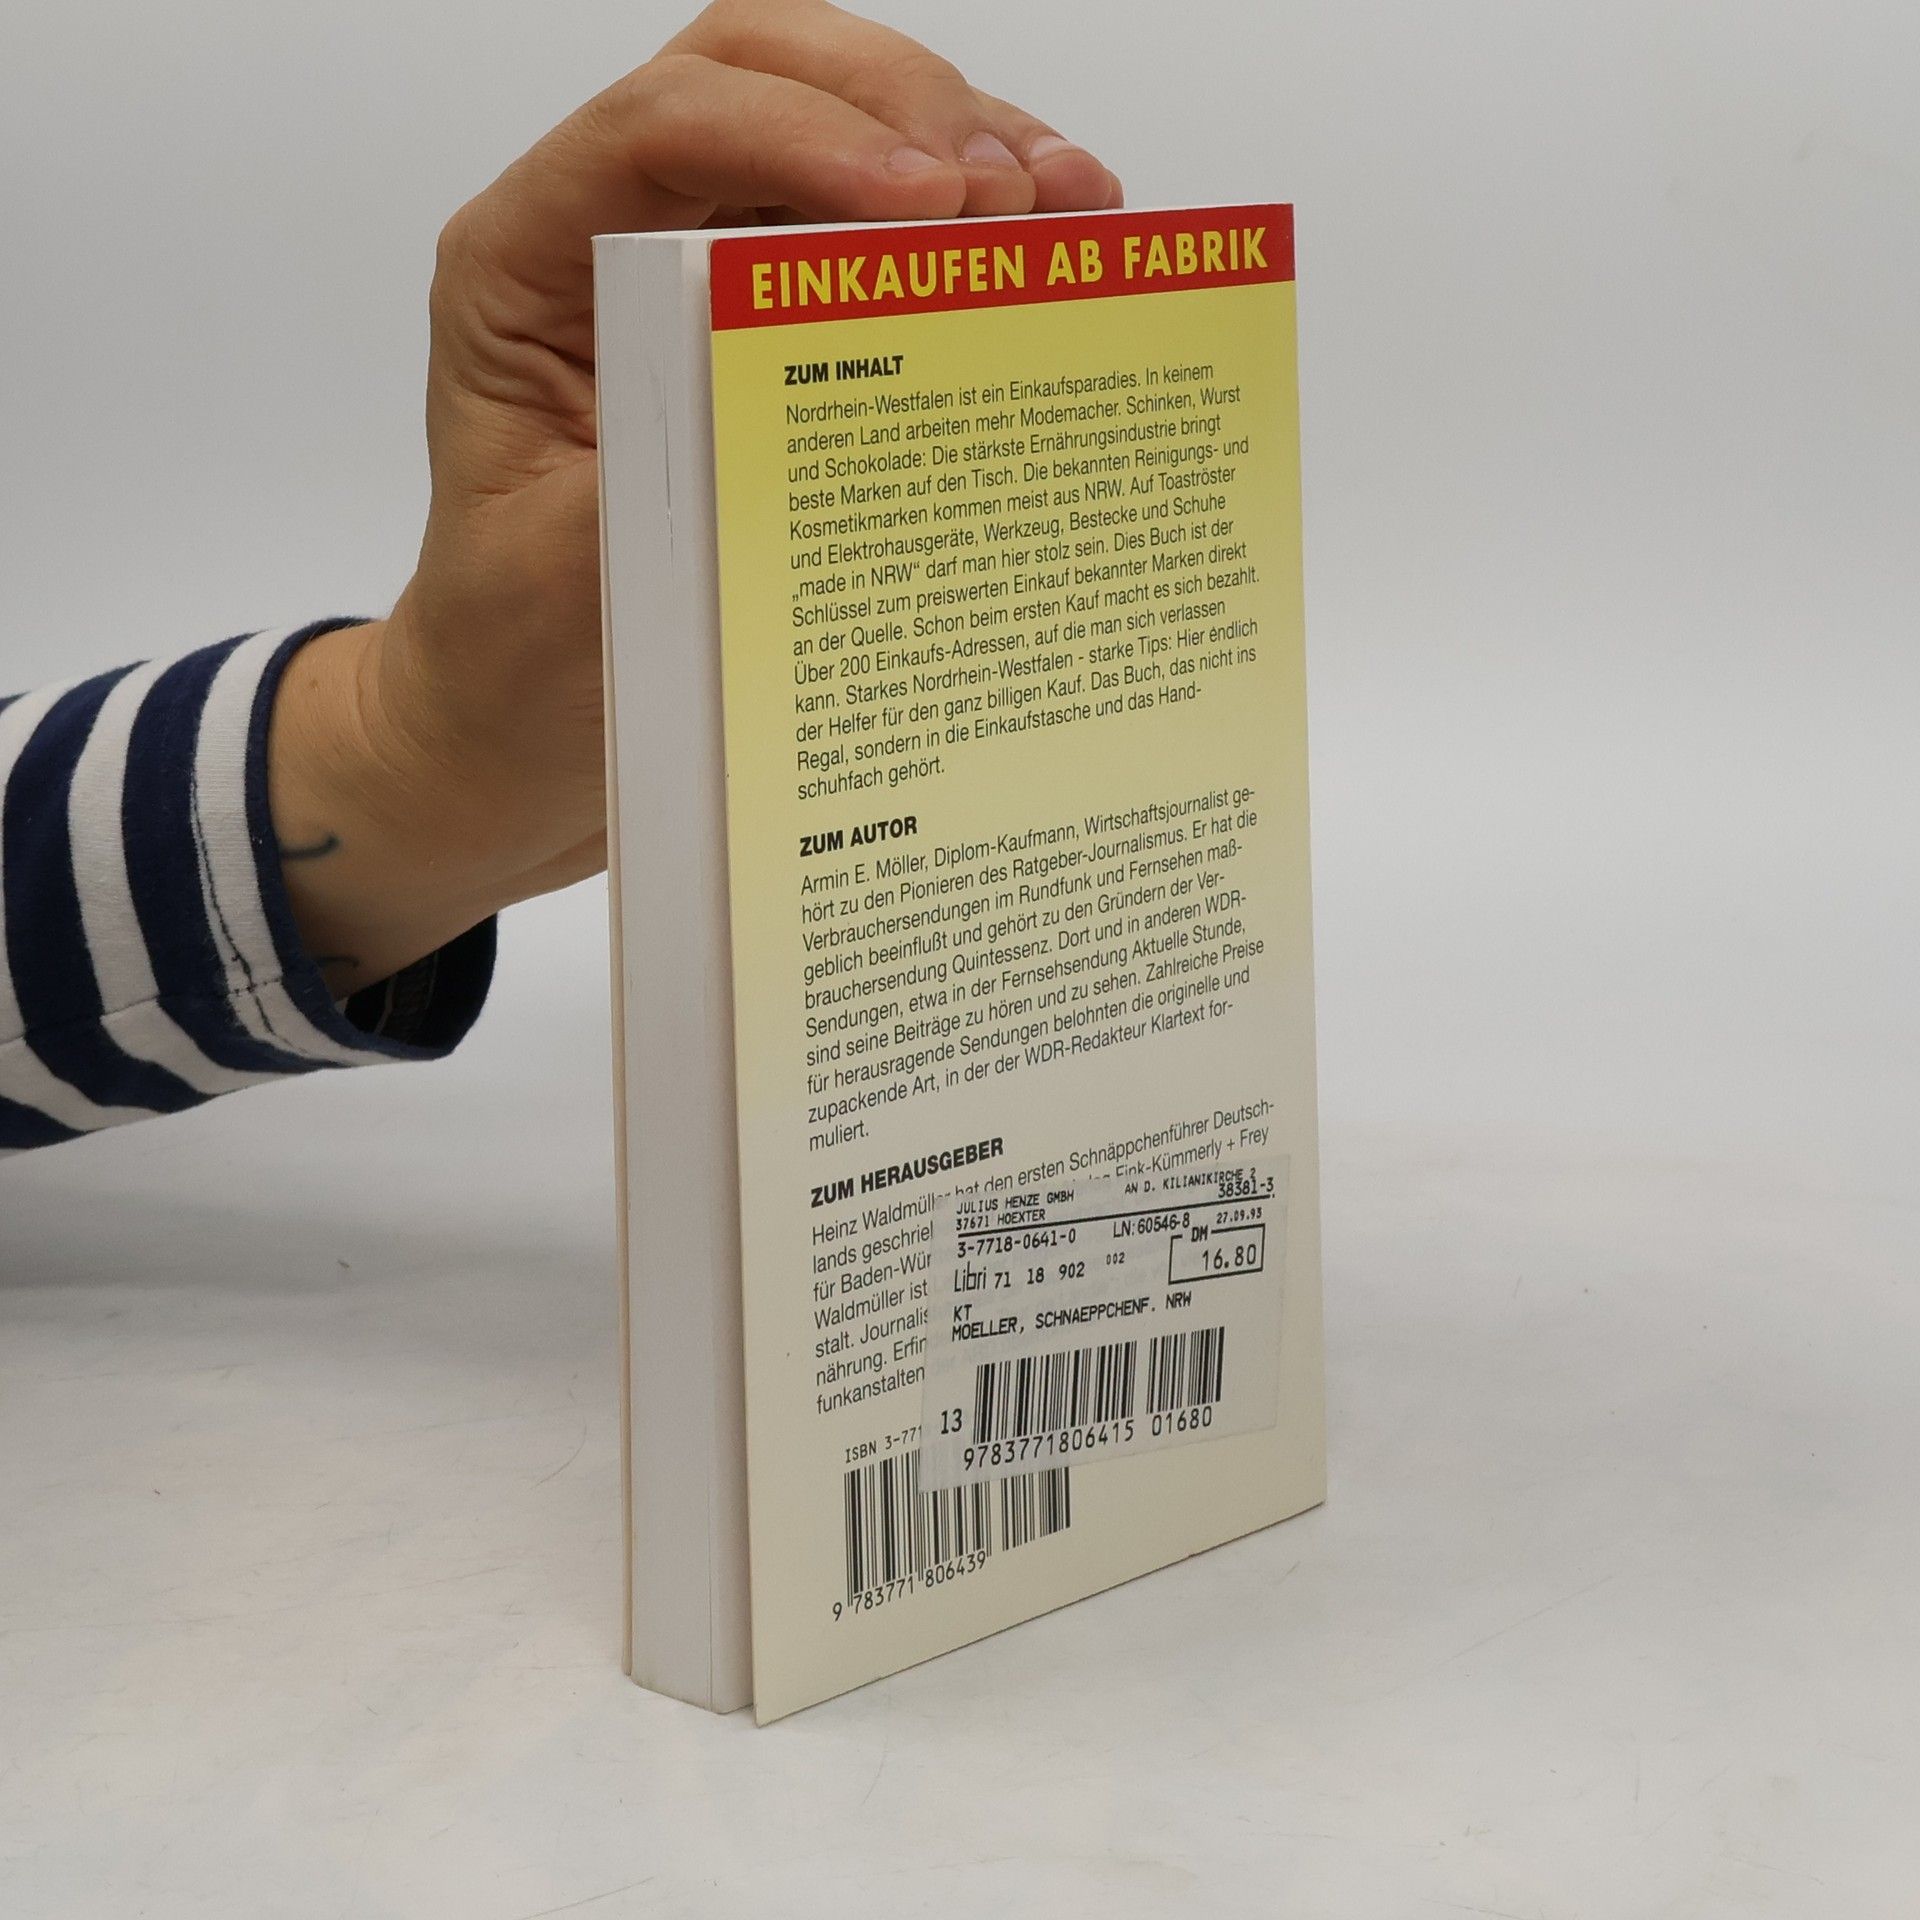 EINKAUFEN AB FABRIK
ZUM INHALT
Nordrhein-Westfalen ist ein Einkaufsparadies. In keinem
anderen Land arbeiten mehr Modemacher. Schinken, Wurst
und Schokolade: Die stärkste Ernährungsindustrie bringt
beste Marken auf den Tisch. Die bekannten Reinigungs- und
Kosmetikmarken kommen meist aus NRW. Auf Toaströster
und Elektrohausgeräte, Werkzeug, Bestecke und Schuhe
„made in NRW“ darf man hier stolz sein. Dies Buch ist der
Schlüssel zum preiswerten Einkauf bekannter Marken direkt
an der Quelle. Schon beim ersten Kauf macht es sich bezahlt.
Über 200 Einkaufs-Adressen, auf die man sich verlassen
kann. Starkes Nordrhein-Westfalen - starke Tips: Hier endlich
der Helfer für den ganz billigen Kauf. Das Buch, das nicht ins
Regal, sondern in die Einkaufstasche und das Hand-
schuhfach gehört.
ZUM AUTOR
Armin E. Möller, Diplom-Kaufmann, Wirtschaftsjournalist ge-
hört zu den Pionieren des Ratgeber-Journalismus. Er hat die
Verbrauchersendungen im Rundfunk und Fernsehen maß-
geblich beeinflußt und gehört zu den Gründern der Ver-
brauchersendung Quintessenz. Dort und in anderen WDR-
Sendungen, etwa in der Fernsehsendung Aktuelle Stunde,
sind seine Beiträge zu hören und zu sehen. Zahlreiche Preise
für herausragende Sendungen belohnten die originelle und
zupackende Art, in der der WDR-Redakteur Klartext for-
muliert.
ZUM HERAUSGEBER
Heinz Waldmüller hat den ersten Schnäppchenführer Deutsch-
lands geschrie Fink-Kümmerly + Frey
für Baden-Wür
Waldmüller ist
stalt. Journalis
nährung. Erfin
funkanstalten
JULIUS HENZE GMBH AN D. KILIANIKIRCHE 2
37671 HOEXTER 38381-3
3-7718-0641-0 LN:60546-8 27.09.93
Libri 71 18 902 002 DM 16.80
KT
MOELLER, SCHNAEPPCHENF. NRW
13
9783771806415 01680
ISBN 3-771
9 783771 806439